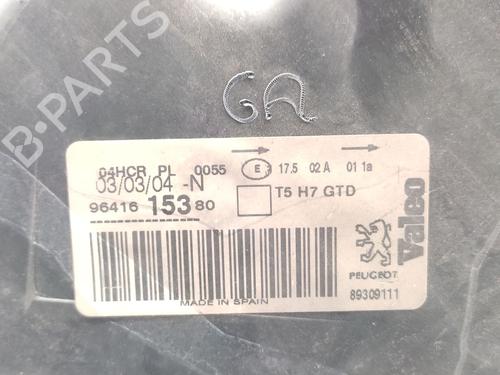 GA
04HCR PL 0055 E 17.5 02 A 01 1a
03/03/04 -N
96416 153 80
T5 H7 GTD
Valeo
PEUGEOT
89309111
MADE IN SPAIN
B-PARTS